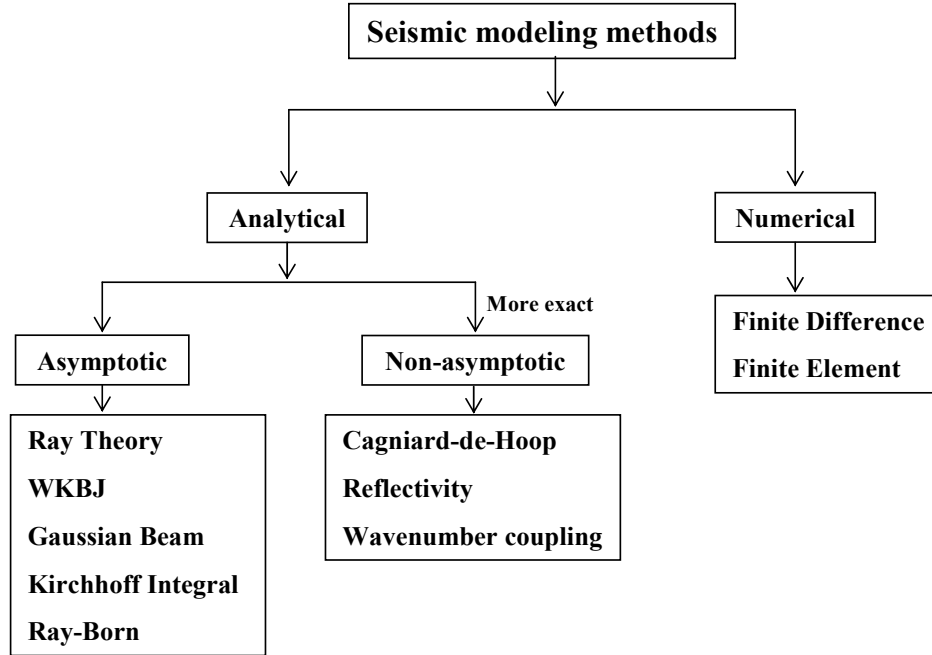 Seismic modeling methods
Analytical
Numerical
More exact
Asymptotic
Non-asymptotic
Finite Difference
Finite Element
Ray Theory
WKBJ
Gaussian Beam
Kirchhoff Integral
Ray-Born
Cagniard-de-Hoop
Reflectivity
Wavenumber coupling